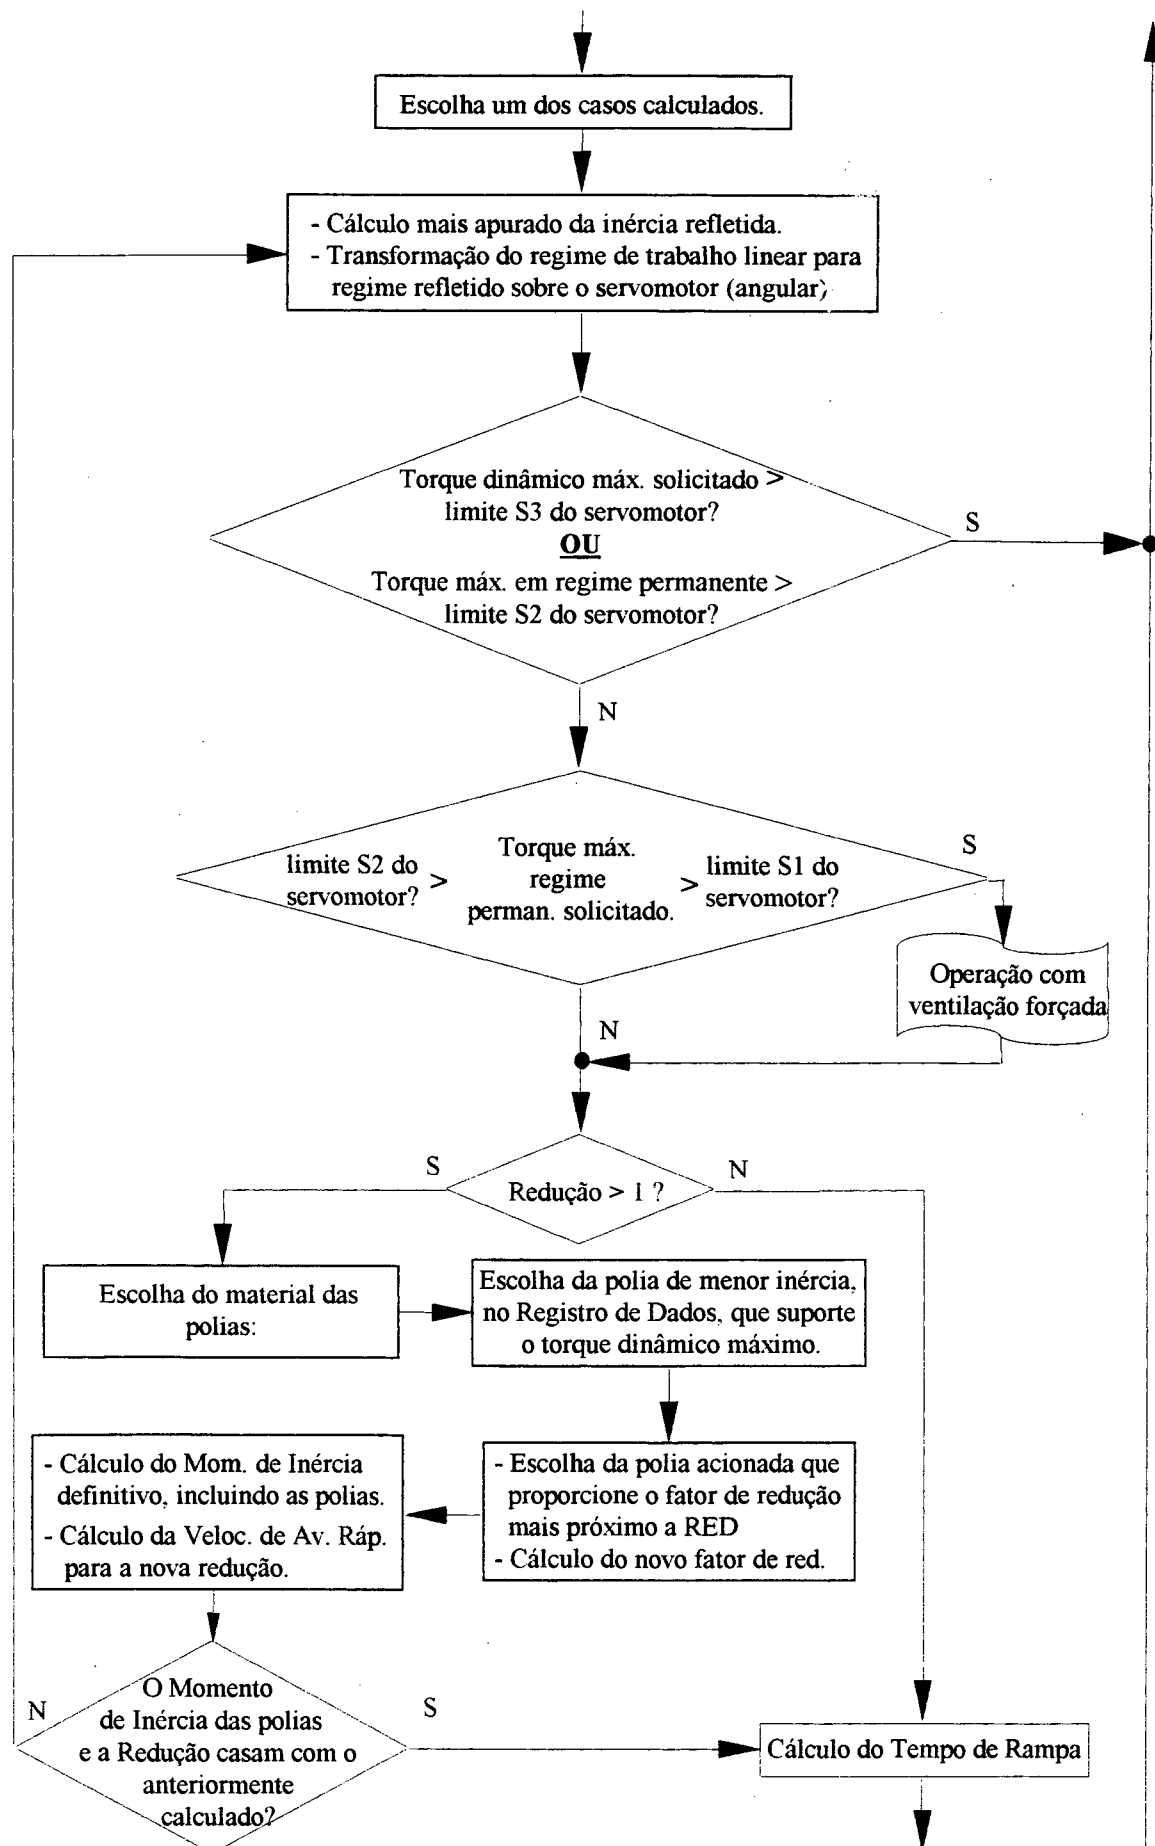 Escolha um dos casos calculados.
- Cálculo mais apurado da inércia refletida.
- Transformação do regime de trabalho linear para
regime refletido sobre o servomotor (angular)
Torque dinâmico máx. solicitado >
limite S3 do servomotor?
OU
Torque máx. em regime permanente >
limite S2 do servomotor?
S
N
limite S2 do
servomotor?
>
Torque máx.
regime
perman. solicitado.
>
limite S1 do
servomotor?
S
Operação com
ventilação forçada
N
S
Redução > 1 ?
N
Escolha do material das
polias:
Escolha da polia de menor inércia,
no Registro de Dados, que suporte
o torque dinâmico máximo.
- Escolha da polia acionada que
proporcione o fator de redução
mais próximo a RED
- Cálculo do novo fator de red.
- Cálculo do Mom. de Inércia
definitivo, incluindo as polias.
- Cálculo da Veloc. de Av. Ráp.
para a nova redução.
N
O Momento
de Inércia das polias
e a Redução casam com o
anteriormente
calculado?
S
Cálculo do Tempo de Rampa